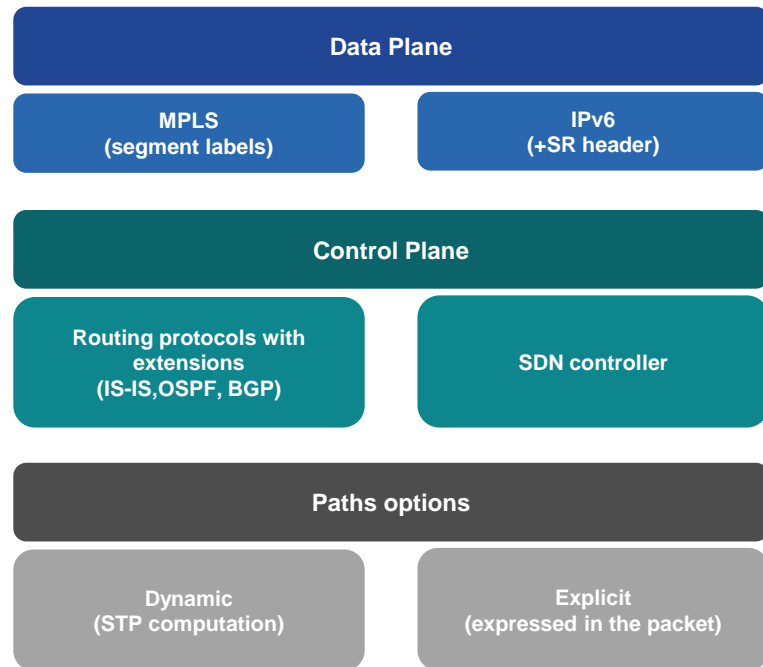 Data Plane
MPLS
(segment labels)
IPv6
(+SR header)
Control Plane
Routing protocols with
extensions
(IS-IS,OSPF, BGP)
SDN controller
Paths options
Dynamic
(STP computation)
Explicit
(expressed in the packet)